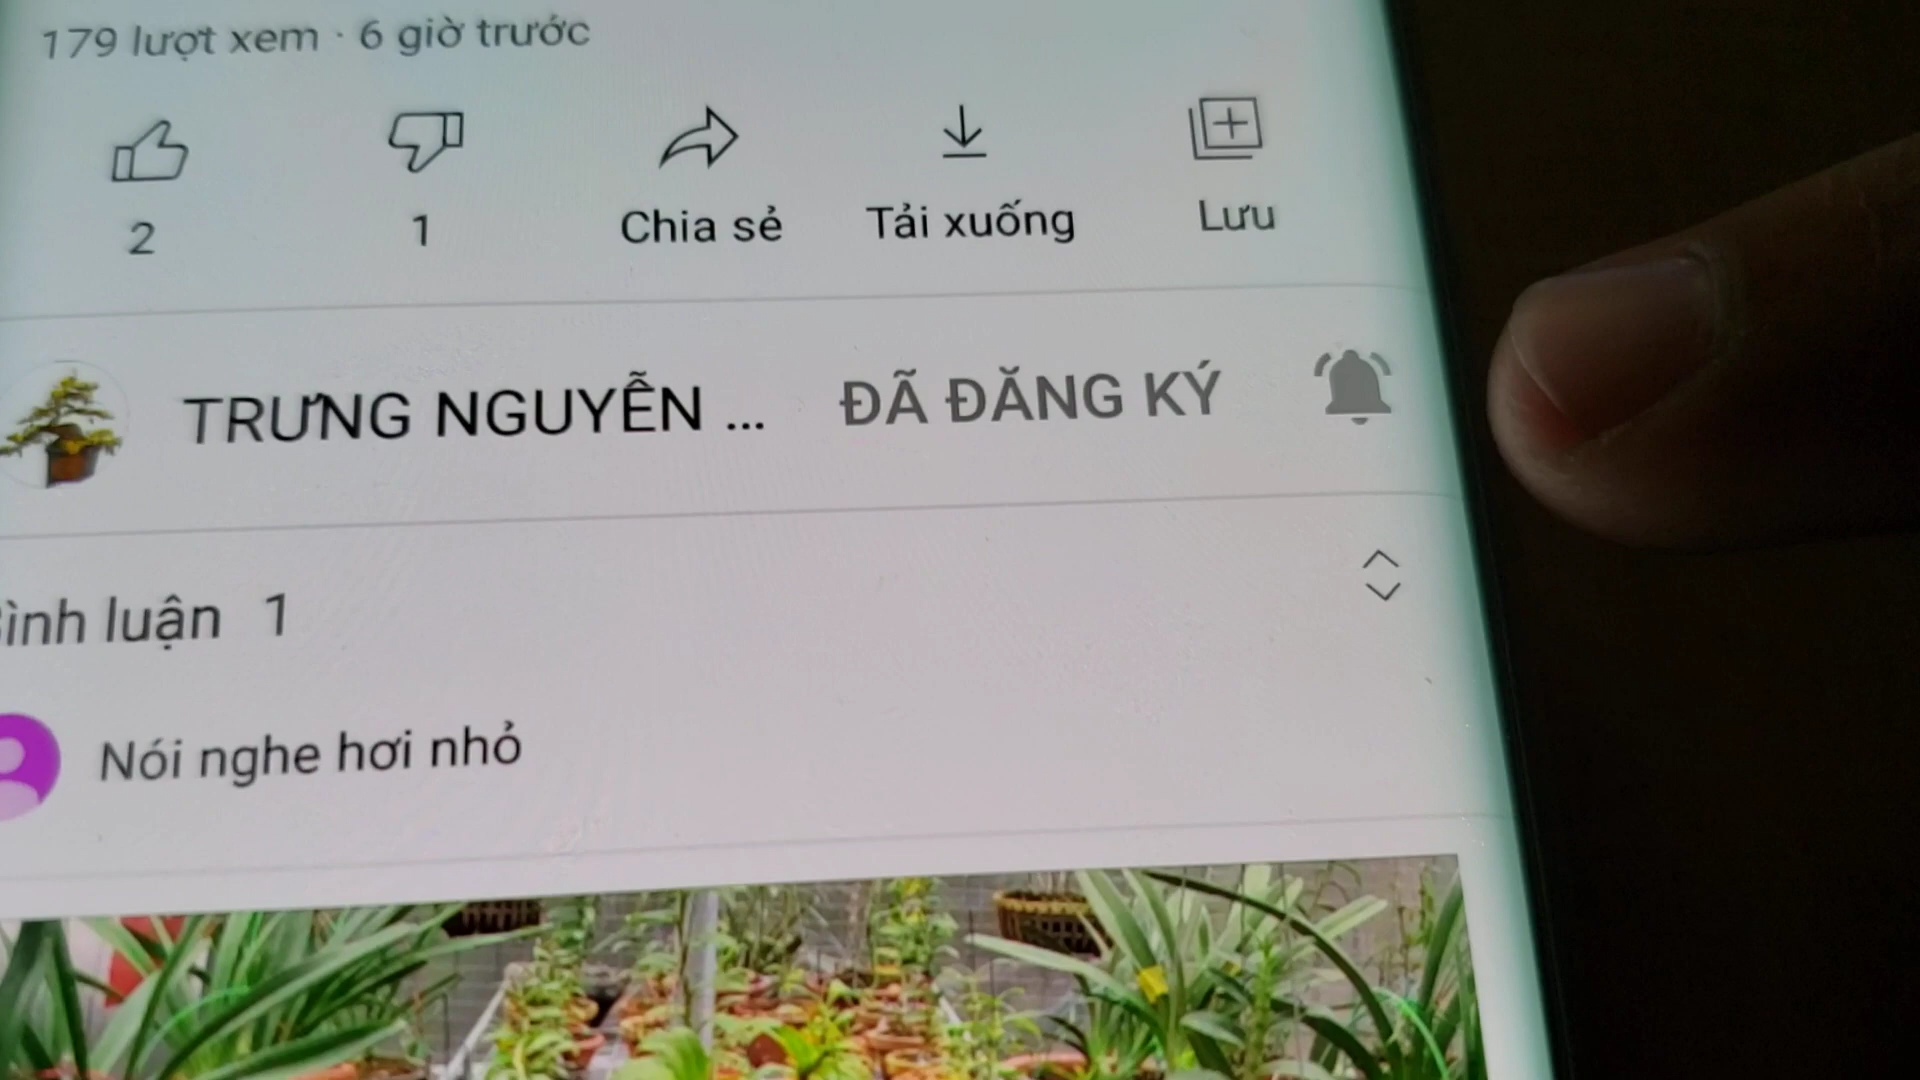 179 lượt xem · 6 giờ trước
2 1 Chia sẻ Tải xuống Lưu
TRƯNG NGUYỄN ... ĐÃ ĐĂNG KÝ
ình luận 1
Nói nghe hơi nhỏ